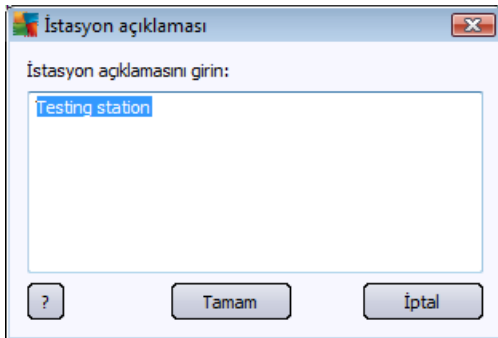 İstasyon açıklaması
İstasyon açıklamasını girin:
Testing station
? Tamam İptal